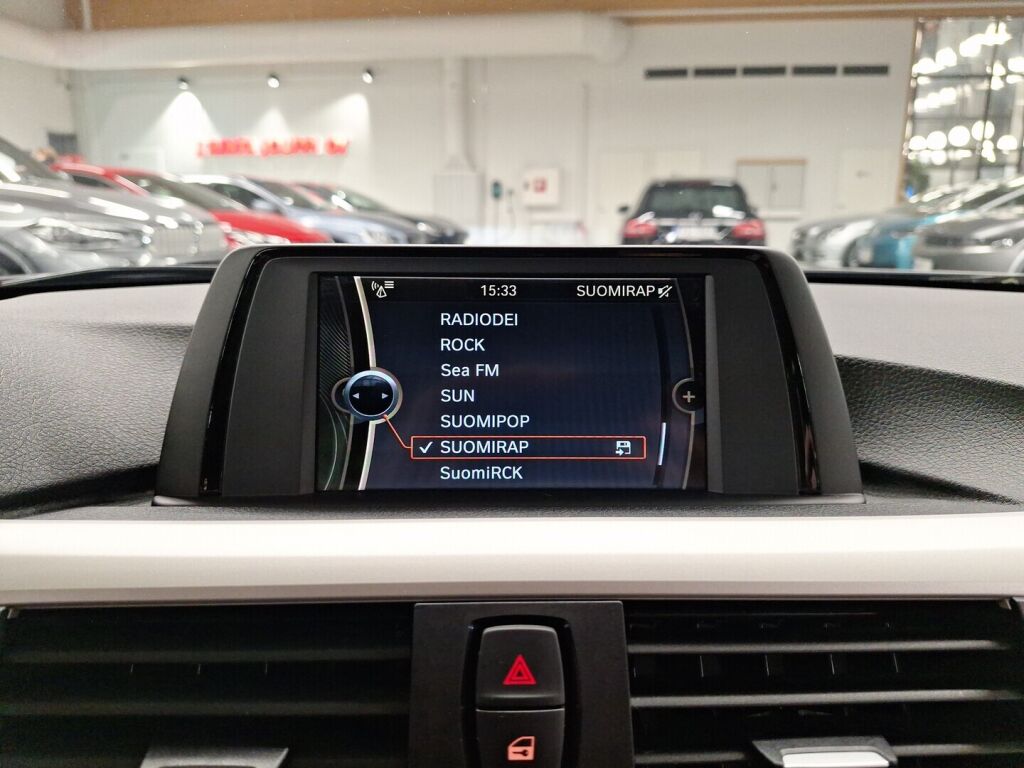 15:33 SUOMIRAP
RADIODEI
ROCK
Sea FM
SUN
SUOMIPOP
SUOMIRAP
SuomiRCK